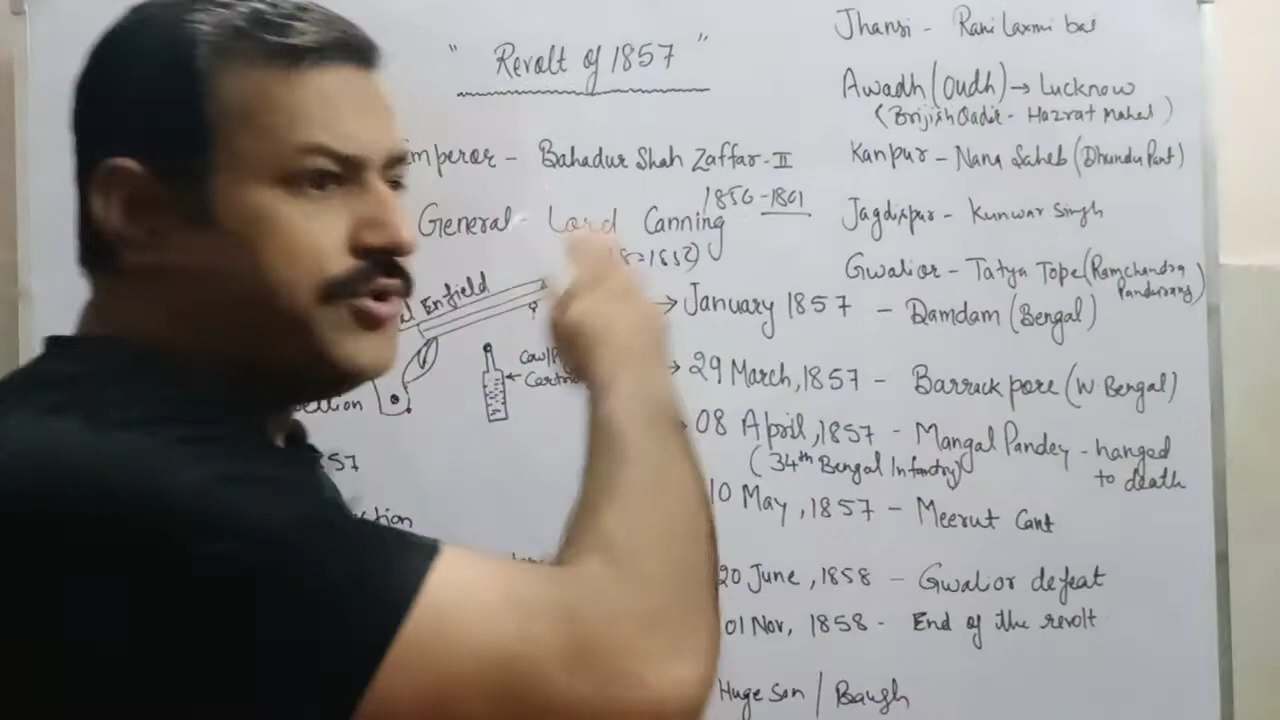 " Revolt of 1857 "
mperor - Bahadur Shah Zaffar-II
1856-1861
General - Lord Canning
Enfield
Cow/P
ection
57
ction
Jhansi - Rani Laxmi bai
Awadh (Oudh) → Lucknow
(Brijish Qadir - Hazrat Mahal)
Kanpur - Nana Saheb (Dhundu Pant)
Jagdispur - Kunwar Singh
Gwalior - Tatya Tope (Ramchandra
Pandurang)
→ January 1857 - Damdam (Bengal)
→ 29 March, 1857 - Barrackpore (W Bengal)
08 April, 1857 - Mangal Pandey - hanged
to death
(34th Bengal Infantry)
10 May, 1857 - Meerut Cant
20 June, 1858 - Gwalior defeat
01 Nov, 1858 - End of the revolt
Huge Son / Baugh